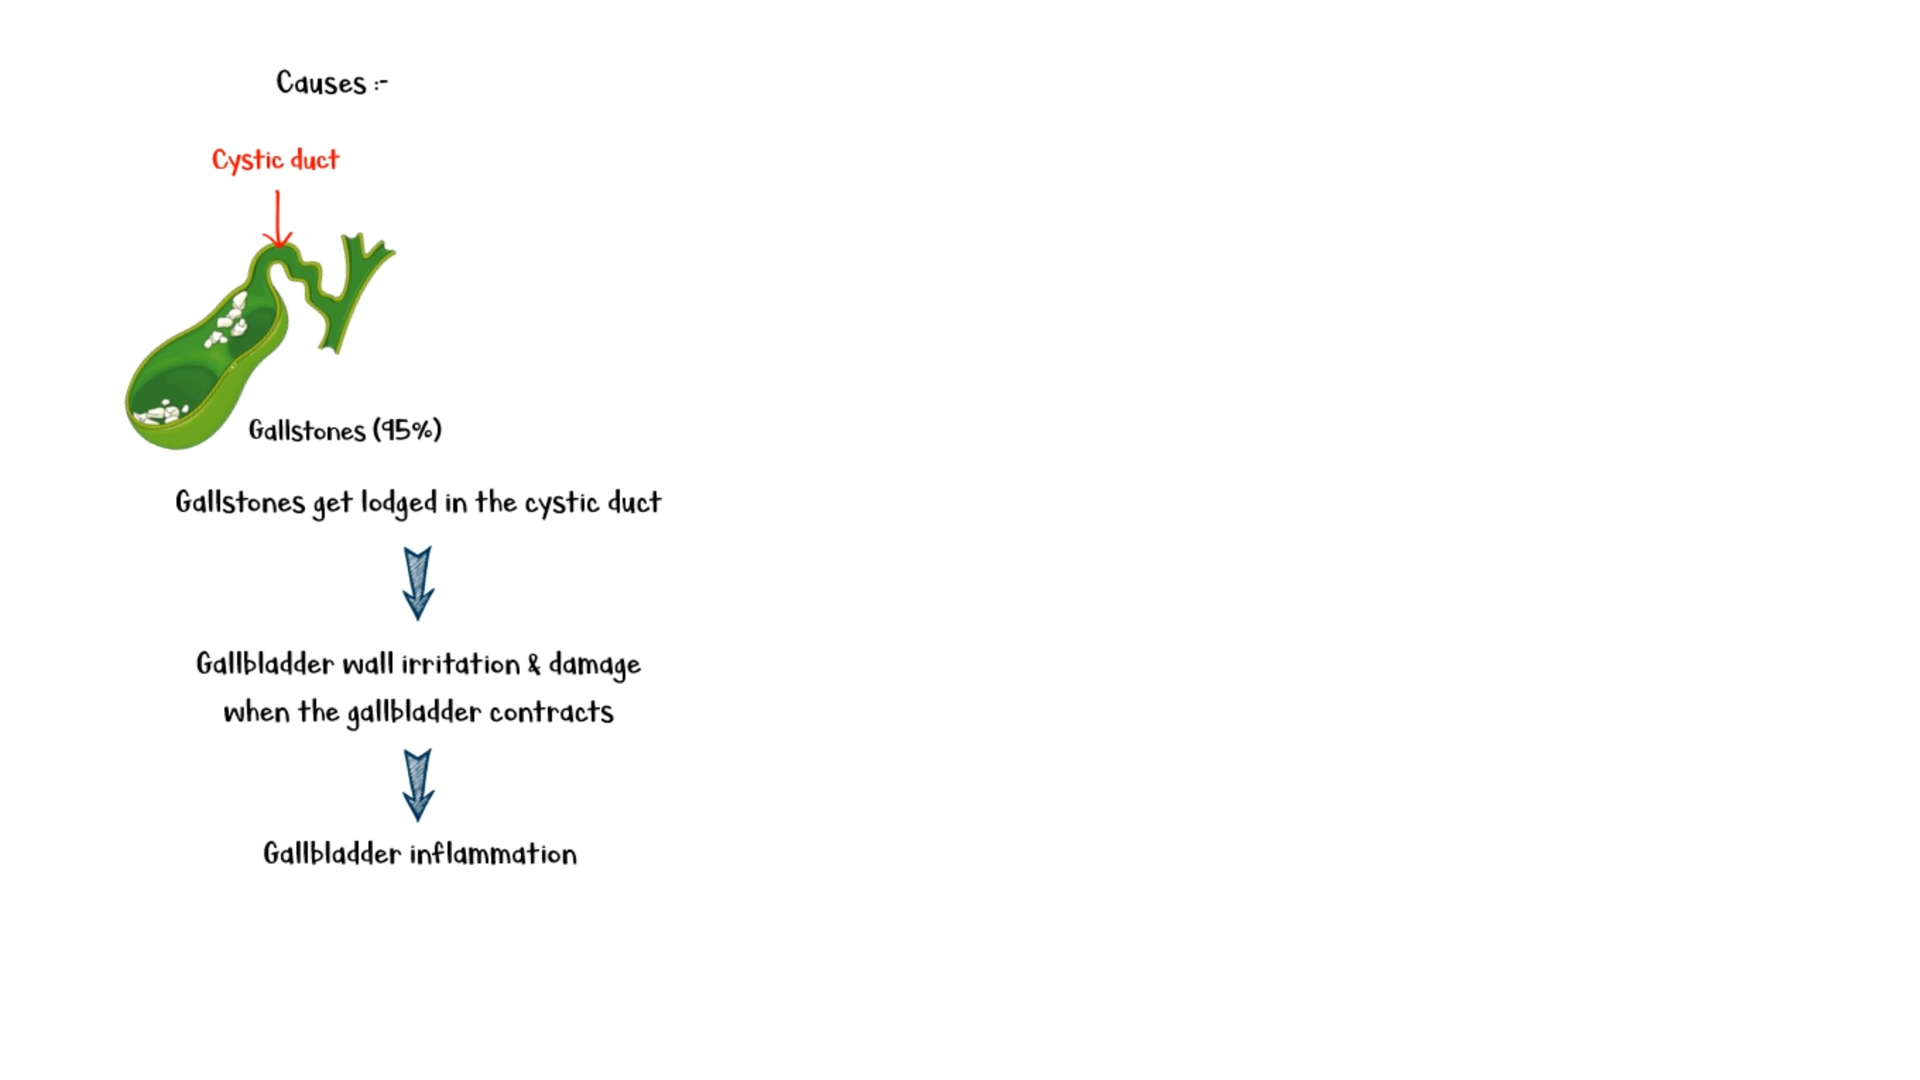 Causes :-
Cystic duct
Gallstones (95%)
Gallstones get lodged in the cystic duct
Gallbladder wall irritation & damage
when the gallbladder contracts
Gallbladder inflammation